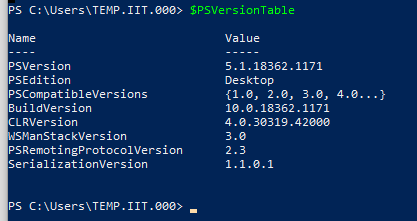 PS C:\Users\TEMP.IIT.000> $PSVersionTable
Name                           Value
----                           -----
PSVersion                      5.1.18362.1171
PSEdition                      Desktop
PSCompatibleVersions           {1.0, 2.0, 3.0, 4.0...}
BuildVersion                   10.0.18362.1171
CLRVersion                     4.0.30319.42000
WSManStackVersion              3.0
PSRemotingProtocolVersion      2.3
SerializationVersion           1.1.0.1
PS C:\Users\TEMP.IIT.000> _